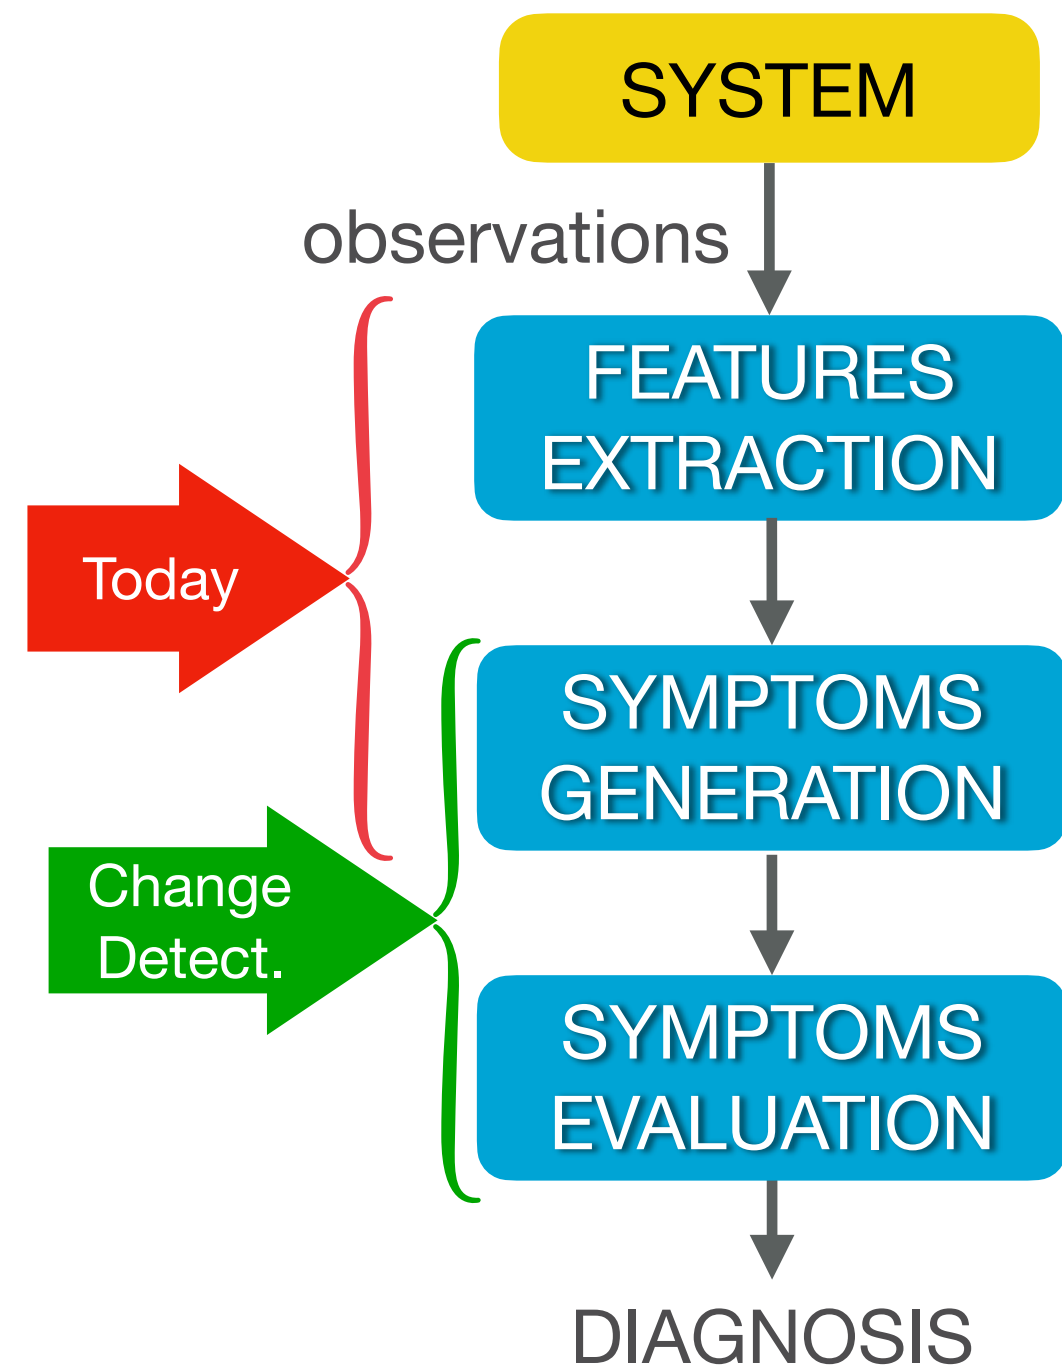 SYSTEM
observations
FEATURES
EXTRACTION
Today
SYMPTOMS
GENERATION
Change
Detect.
SYMPTOMS
EVALUATION
DIAGNOSIS